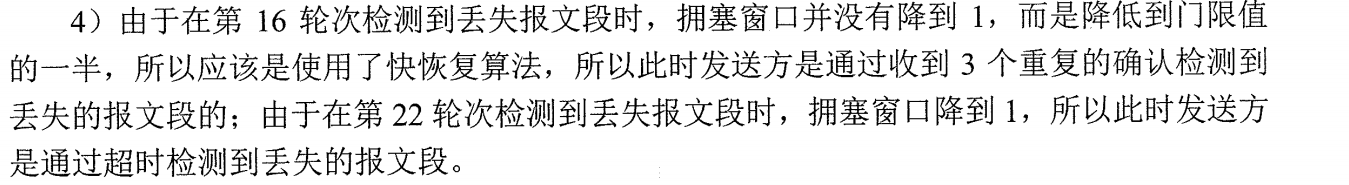 4）由于在第 16 轮次检测到丢失报文段时，拥塞窗口并没有降到 1，而是降低到门限值
的一半，所以应该是使用了快恢复算法，所以此时发送方是通过收到 3 个重复的确认检测到
丢失的报文段的；由于在第 22 轮次检测到丢失报文段时，拥塞窗口降到 1，所以此时发送方
是通过超时检测到丢失的报文段。